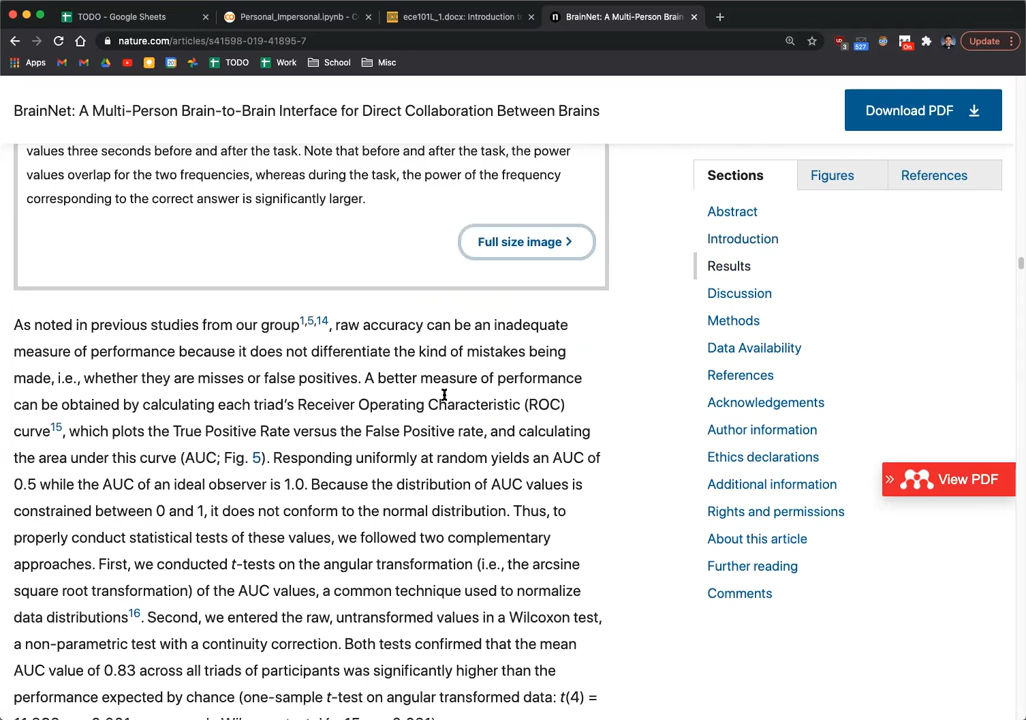 TODO - Google Sheets
Personal_Impersonal.ipynb - C
ece101L_1.docx: Introduction t
BrainNet: A Multi-Person Brain
nature.com/articles/s41598-019-41895-7
3
527
On
Update
Apps
TODO
Work
School
Misc
BrainNet: A Multi-Person Brain-to-Brain Interface for Direct Collaboration Between Brains
Download PDF
values three seconds before and after the task. Note that before and after the task, the power
values overlap for the two frequencies, whereas during the task, the power of the frequency
corresponding to the correct answer is significantly larger.
Full size image
As noted in previous studies from our group1,5,14, raw accuracy can be an inadequate
measure of performance because it does not differentiate the kind of mistakes being
made, i.e., whether they are misses or false positives. A better measure of performance
can be obtained by calculating each triad's Receiver Operating Characteristic (ROC)
curve15, which plots the True Positive Rate versus the False Positive rate, and calculating
the area under this curve (AUC; Fig. 5). Responding uniformly at random yields an AUC of
0.5 while the AUC of an ideal observer is 1.0. Because the distribution of AUC values is
constrained between 0 and 1, it does not conform to the normal distribution. Thus, to
properly conduct statistical tests of these values, we followed two complementary
approaches. First, we conducted t-tests on the angular transformation (i.e., the arcsine
square root transformation) of the AUC values, a common technique used to normalize
data distributions16. Second, we entered the raw, untransformed values in a Wilcoxon test,
a non-parametric test with a continuity correction. Both tests confirmed that the mean
AUC value of 0.83 across all triads of participants was significantly higher than the
performance expected by chance (one-sample t-test on angular transformed data: t(4) =
Sections
Figures
References
Abstract
Introduction
Results
Discussion
Methods
Data Availability
References
Acknowledgements
Author information
Ethics declarations
Additional information
Rights and permissions
About this article
Further reading
Comments
View PDF